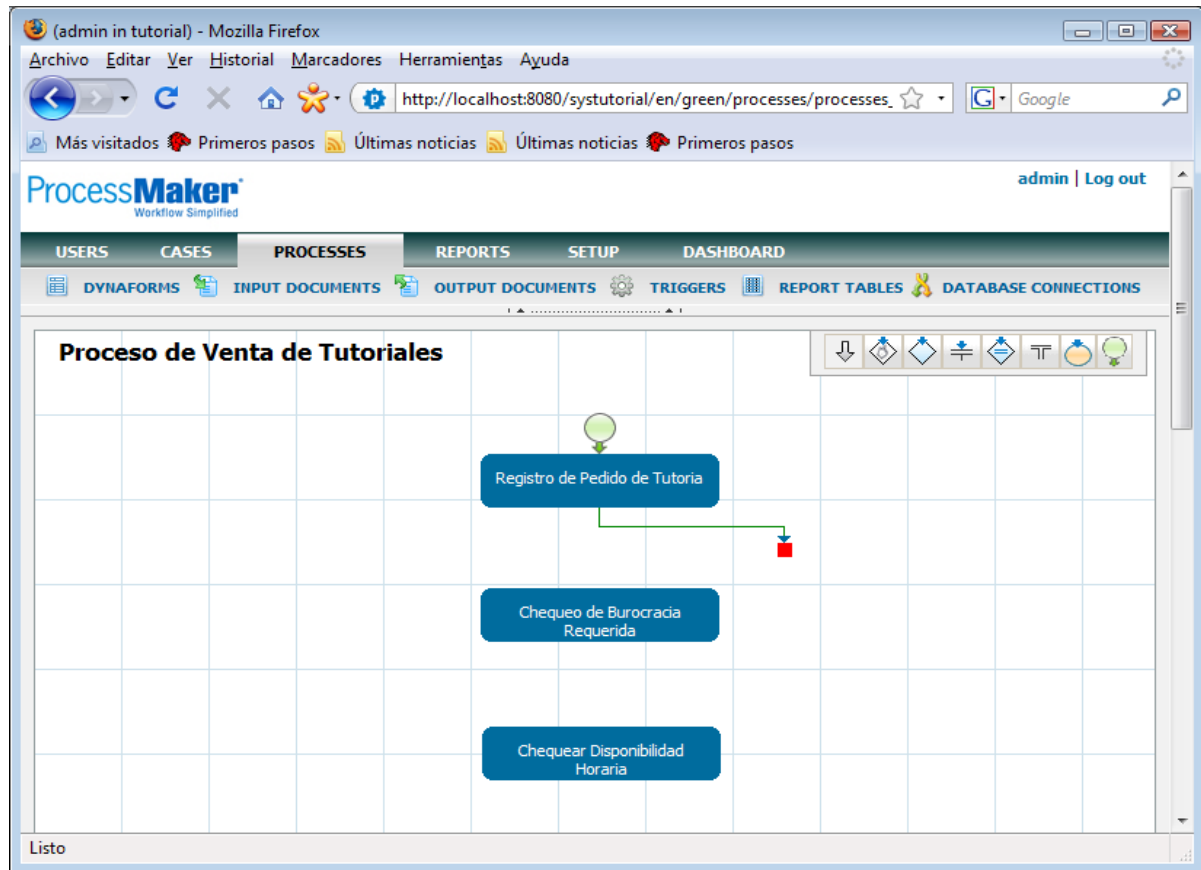 (admin in tutorial) - Mozilla Firefox
Archivo Editar Ver Historial Marcadores Herramientas Ayuda
http://localhost:8080/systutorial/en/green/processes/processes_
G Google
Más visitados Primeros pasos Últimas noticias Últimas noticias Primeros pasos
ProcessMaker
Workflow Simplified
admin | Log out
USERS CASES PROCESSES REPORTS SETUP DASHBOARD
DYNAFORMS INPUT DOCUMENTS OUTPUT DOCUMENTS TRIGGERS REPORT TABLES DATABASE CONNECTIONS
Proceso de Venta de Tutoriales
Registro de Pedido de Tutoria
Chequeo de Burocracia
Requerida
Chequear Disponibilidad
Horaria
Listo